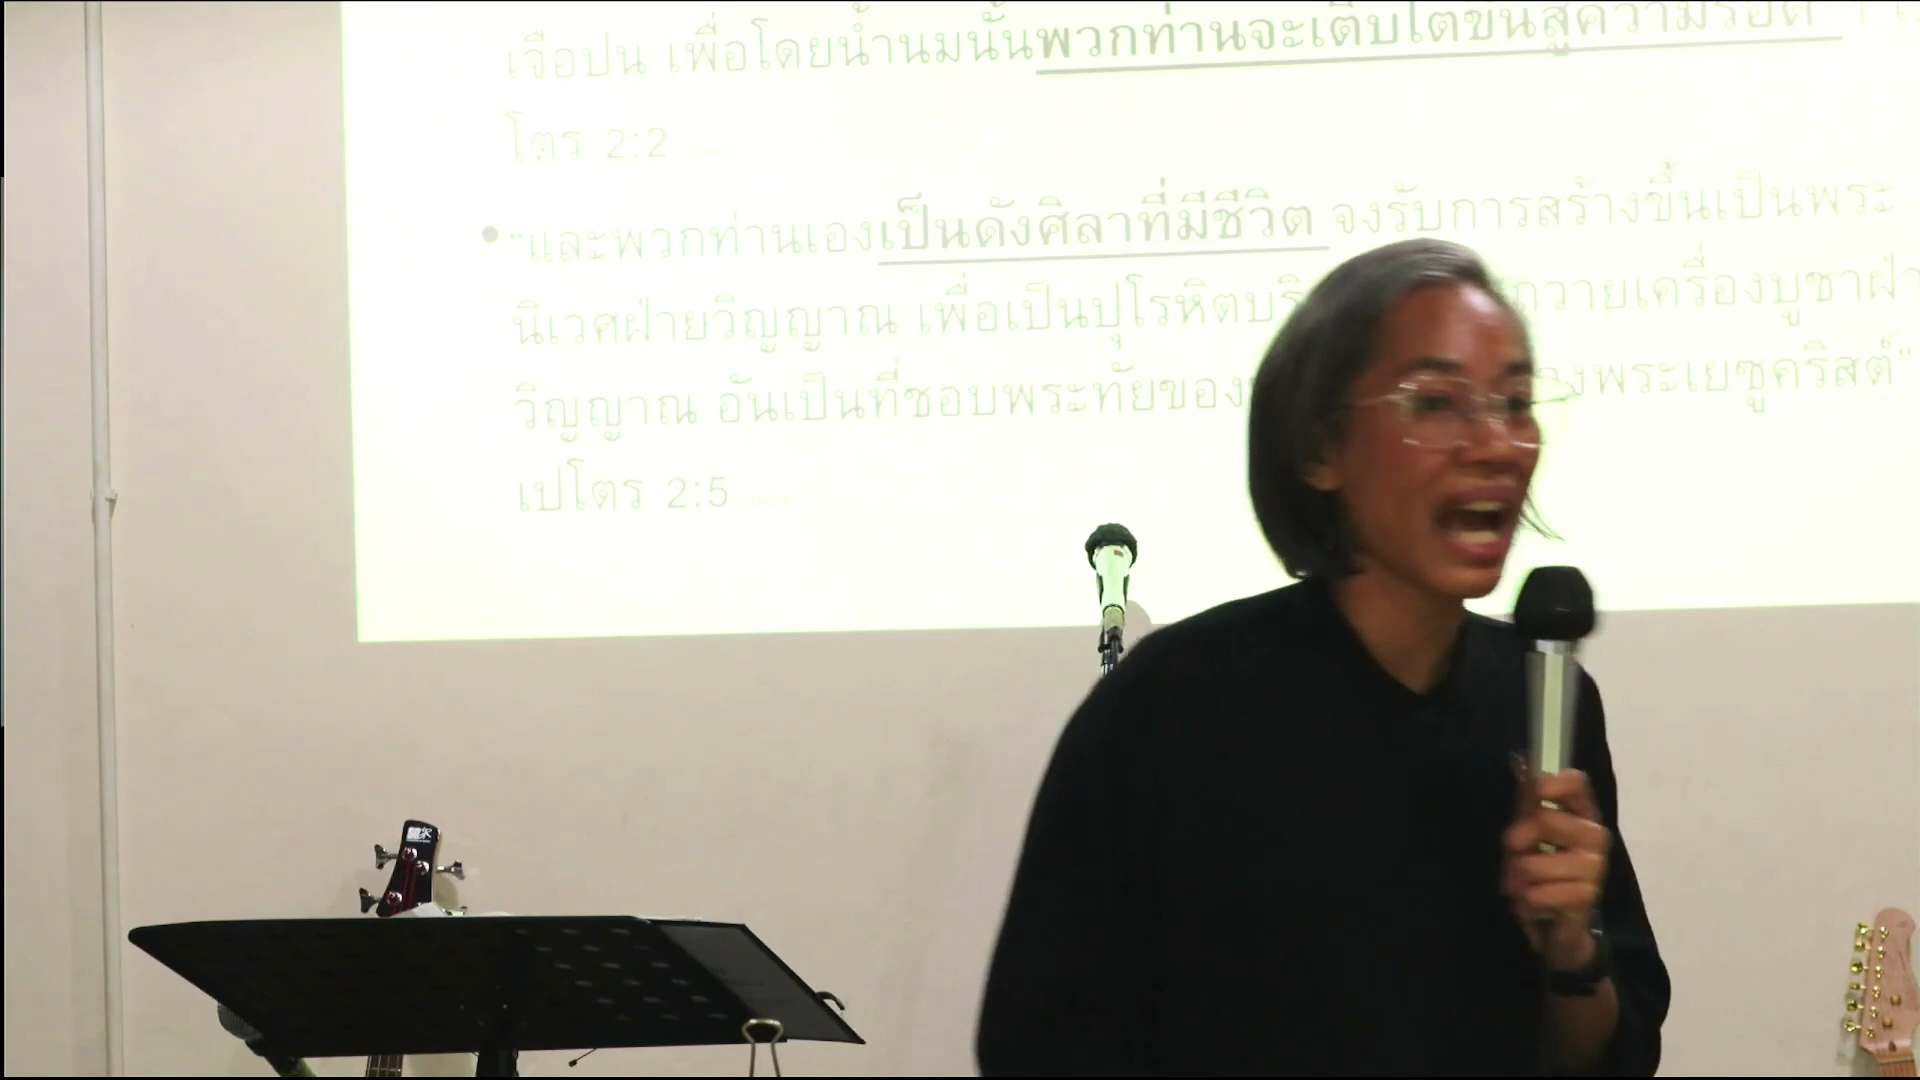 เจือปน เพื่อโดยน้ำนมนั้นพวกท่านจะเติบโตขึ้นสู่ความรอด
โตร 2:2
• “และพวกท่านเองเป็นดังศิลาที่มีชีวิต จงรับการสร้างขึ้นเป็นพระ
นิเวศฝ่ายวิญญาณ เพื่อเป็นปุโรหิตบริ ถวายเครื่องบูชาฝ่า
วิญญาณ อันเป็นที่ชอบพระทัยของ งพระเยซูคริสต์”
เปโตร 2:5